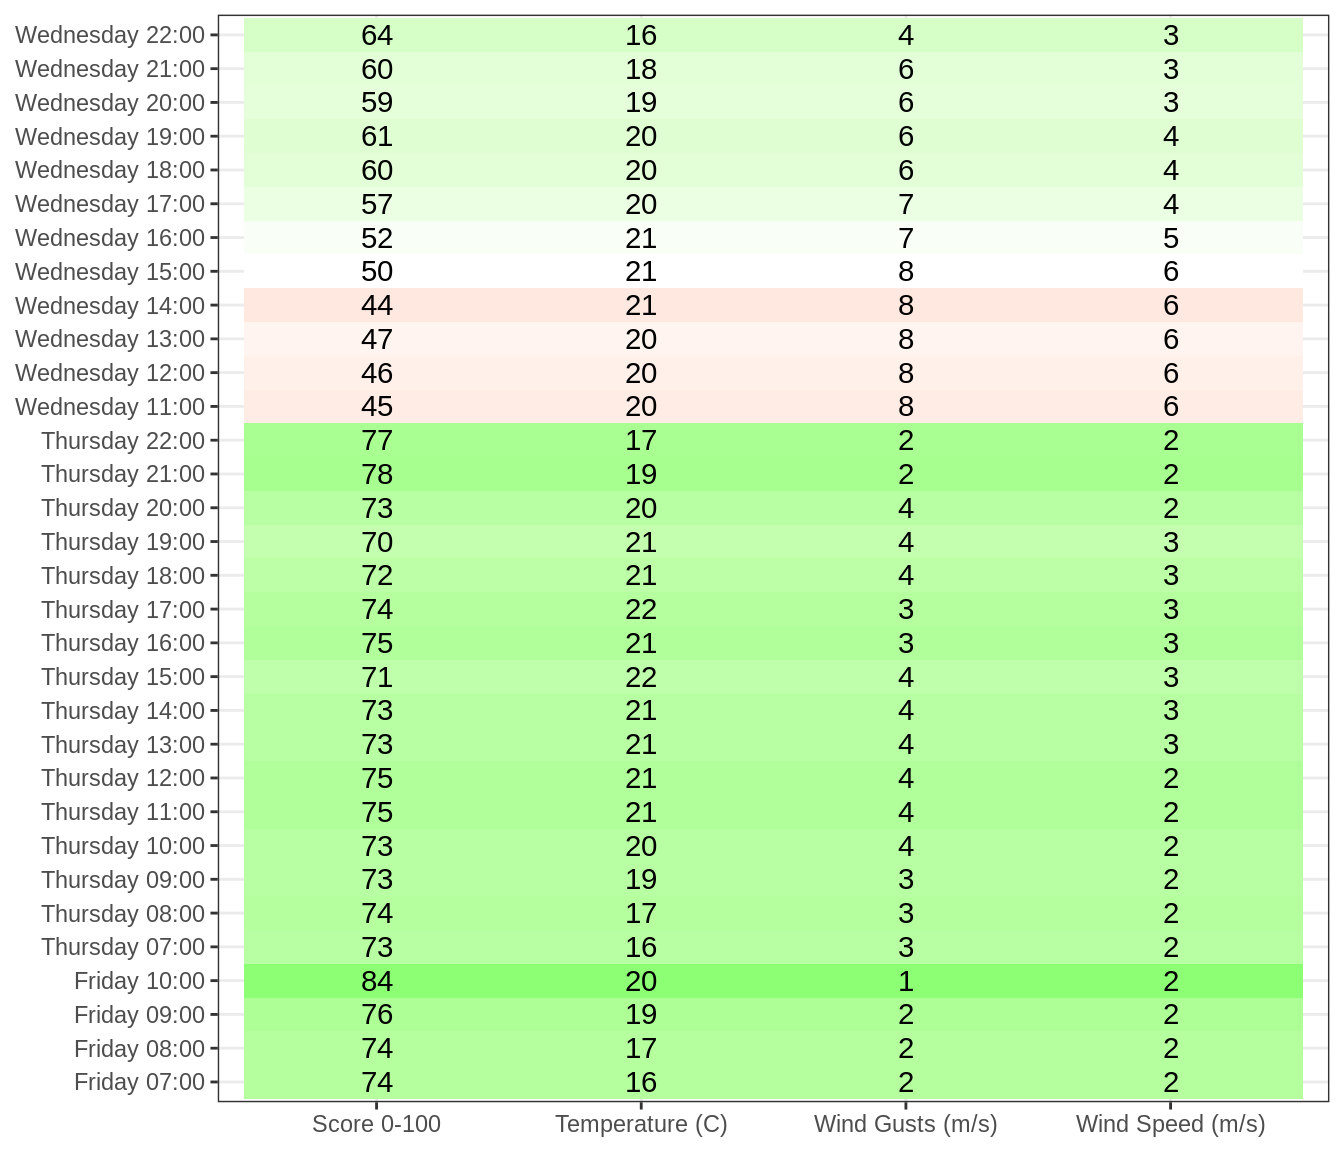 Wednesday 22:00 64 16 4 3
Wednesday 21:00 60 18 6 3
Wednesday 20:00 59 19 6 3
Wednesday 19:00 61 20 6 4
Wednesday 18:00 60 20 6 4
Wednesday 17:00 57 20 7 4
Wednesday 16:00 52 21 7 5
Wednesday 15:00 50 21 8 6
Wednesday 14:00 44 21 8 6
Wednesday 13:00 47 20 8 6
Wednesday 12:00 46 20 8 6
Wednesday 11:00 45 20 8 6
Thursday 22:00 77 17 2 2
Thursday 21:00 78 19 2 2
Thursday 20:00 73 20 4 2
Thursday 19:00 70 21 4 3
Thursday 18:00 72 21 4 3
Thursday 17:00 74 22 3 3
Thursday 16:00 75 21 3 3
Thursday 15:00 71 22 4 3
Thursday 14:00 73 21 4 3
Thursday 13:00 73 21 4 3
Thursday 12:00 75 21 4 2
Thursday 11:00 75 21 4 2
Thursday 10:00 73 20 4 2
Thursday 09:00 73 19 3 2
Thursday 08:00 74 17 3 2
Thursday 07:00 73 16 3 2
Friday 10:00 84 20 1 2
Friday 09:00 76 19 2 2
Friday 08:00 74 17 2 2
Friday 07:00 74 16 2 2
Score 0-100 Temperature (C) Wind Gusts (m/s) Wind Speed (m/s)